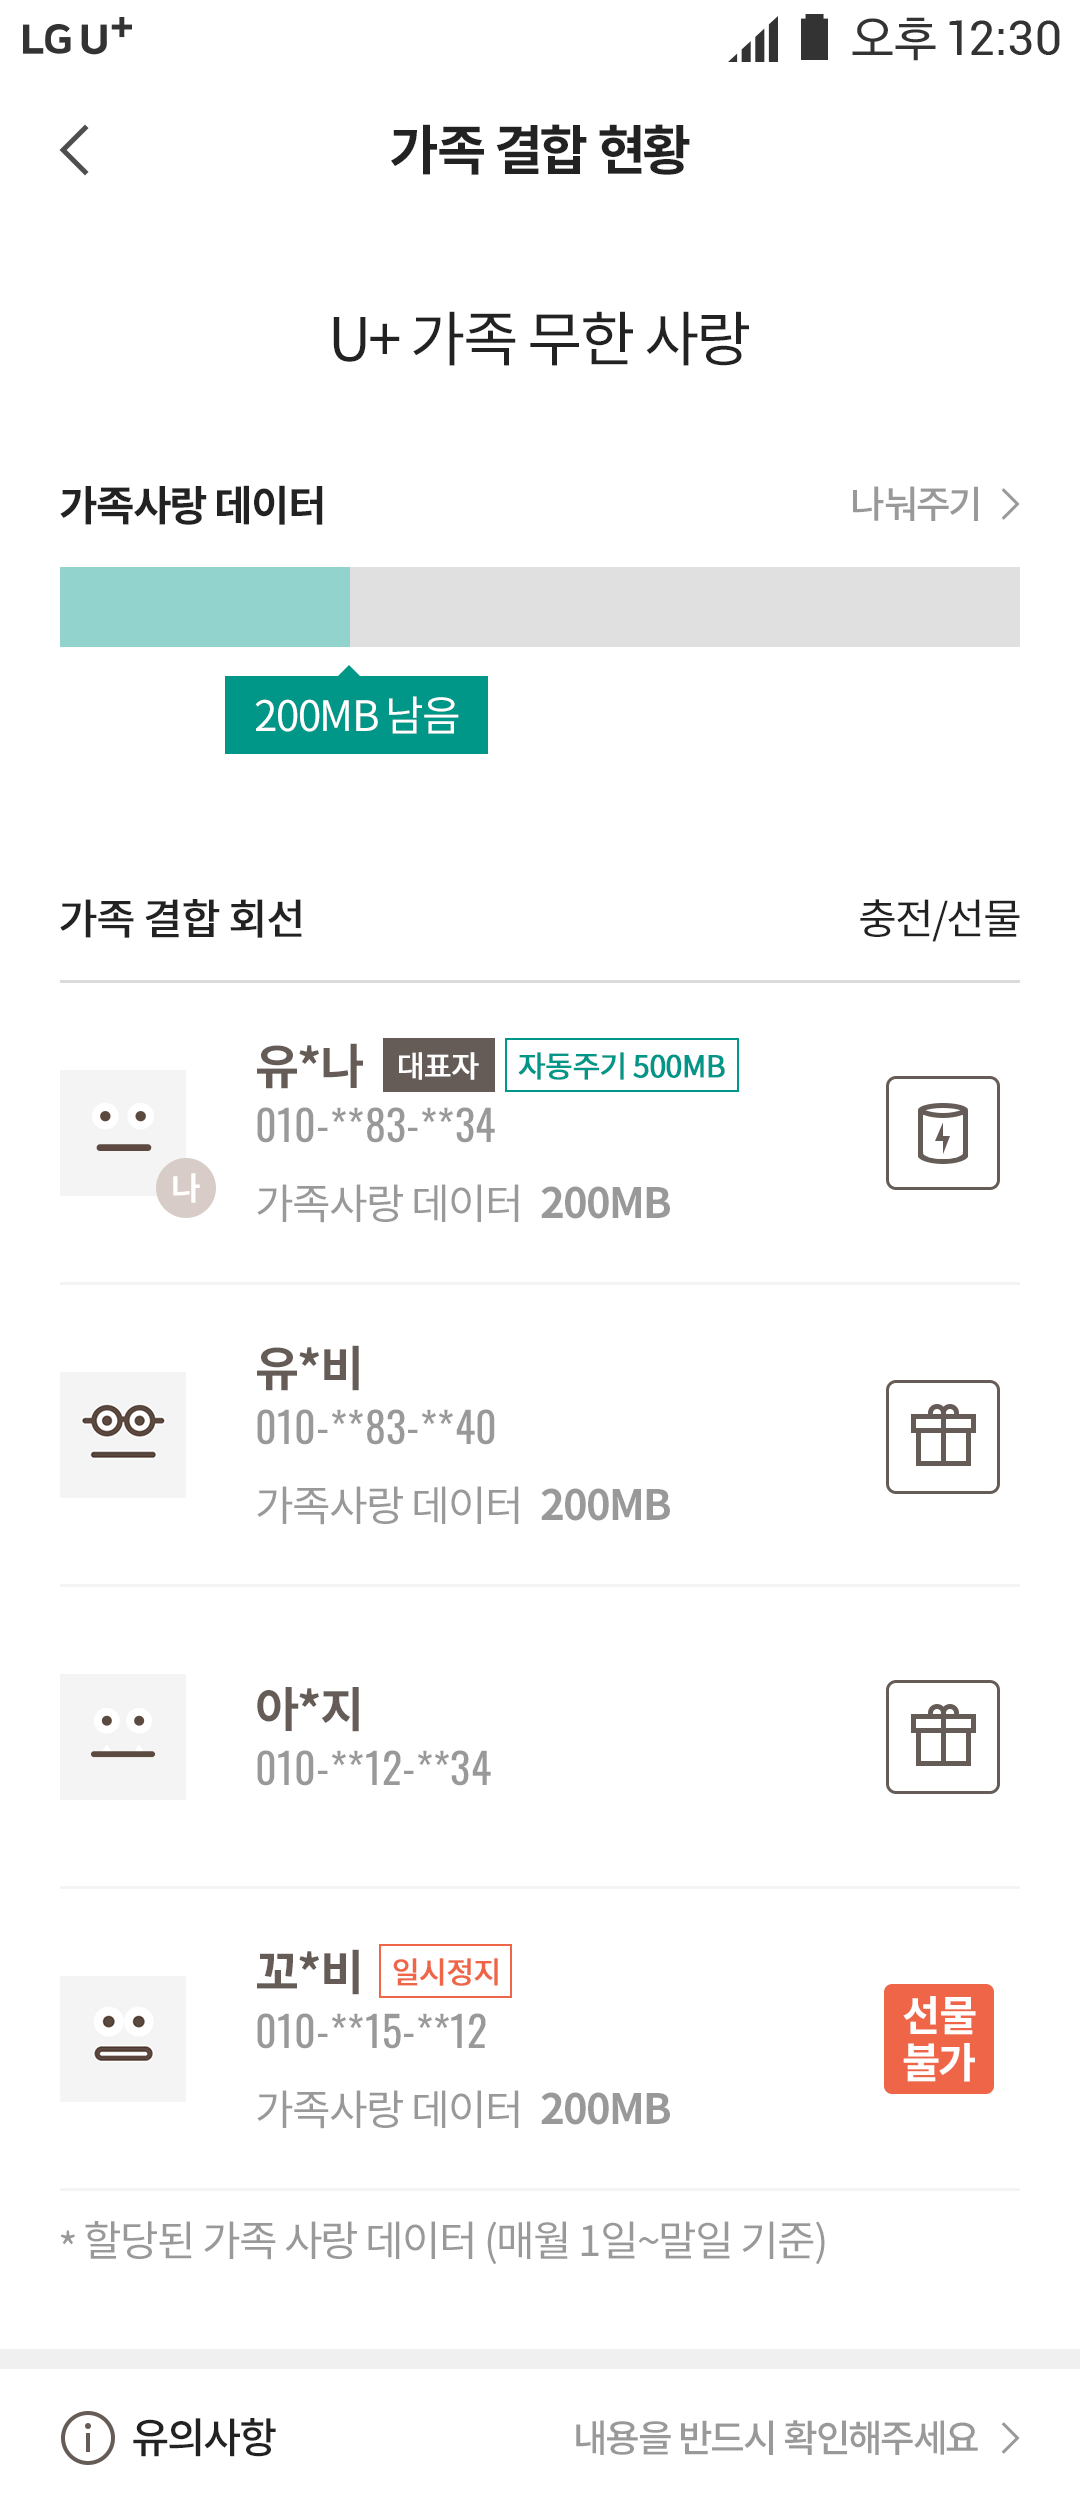 LG U+ 오후 12:30
가족 결합 현황
U+ 가족 무한 사랑
가족사랑 데이터 나눠주기
200MB 남음
가족 결합 회선 충전/선물
유*나 대표자 자동주기 500MB
010-**83-**34
나
가족사랑 데이터 200MB
유*비
010-**83-**40
가족사랑 데이터 200MB
아*지
010-**12-**34
꼬*비 일시정지
010-**15-**12
선물
불가
가족사랑 데이터 200MB
* 할당된 가족 사랑 데이터 (매월 1일~말일 기준)
유의사항 내용을 반드시 확인해주세요